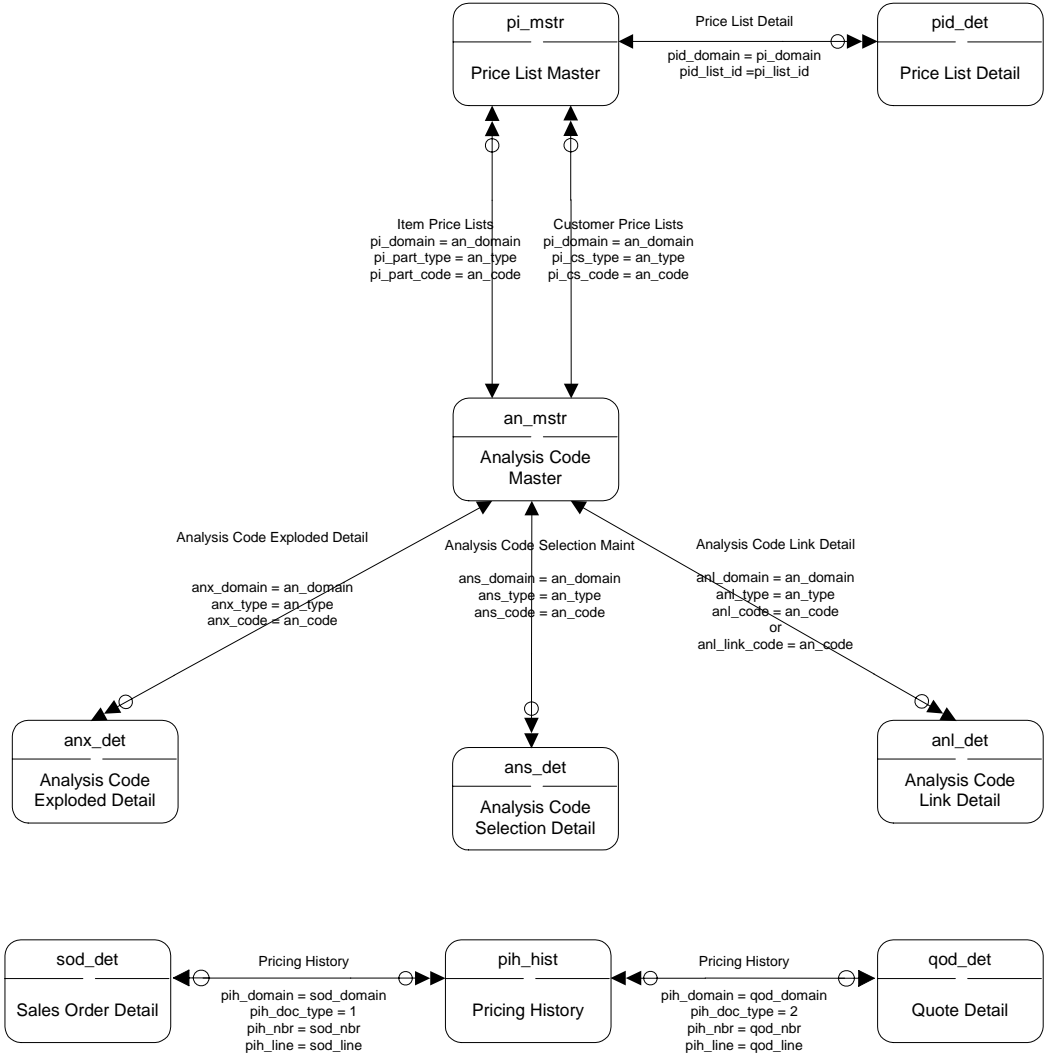 pi_mstr
Price List Master
Price List Detail
pid_domain = pi_domain
pid_list_id =pi_list_id
pid_det
Price List Detail
Item Price Lists
pi_domain = an_domain
pi_part_type = an_type
pi_part_code = an_code
Customer Price Lists
pi_domain = an_domain
pi_cs_type = an_type
pi_cs_code = an_code
an_mstr
Analysis Code
Master
Analysis Code Exploded Detail
anx_domain = an_domain
anx_type = an_type
anx_code = an_code
Analysis Code Selection Maint
ans_domain = an_domain
ans_type = an_type
ans_code = an_code
Analysis Code Link Detail
anl_domain = an_domain
anl_type = an_type
anl_code = an_code
or
anl_link_code = an_code
anx_det
Analysis Code
Exploded Detail
ans_det
Analysis Code
Selection Detail
anl_det
Analysis Code
Link Detail
sod_det
Sales Order Detail
Pricing History
pih_domain = sod_domain
pih_doc_type = 1
pih_nbr = sod_nbr
pih_line = sod_line
pih_hist
Pricing History
Pricing History
pih_domain = qod_domain
pih_doc_type = 2
pih_nbr = qod_nbr
pih_line = qod_line
qod_det
Quote Detail